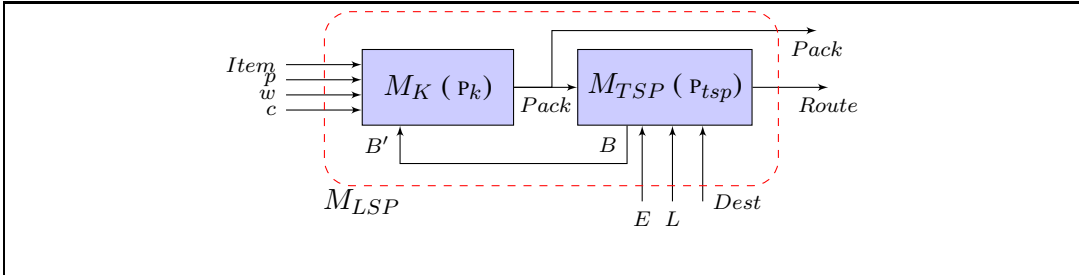 Pack
Item
p
w
c
M_K ( P_k)
Pack
M_TSP ( P_tsp)
Route
B′
B
M_LSP
E
L
Dest